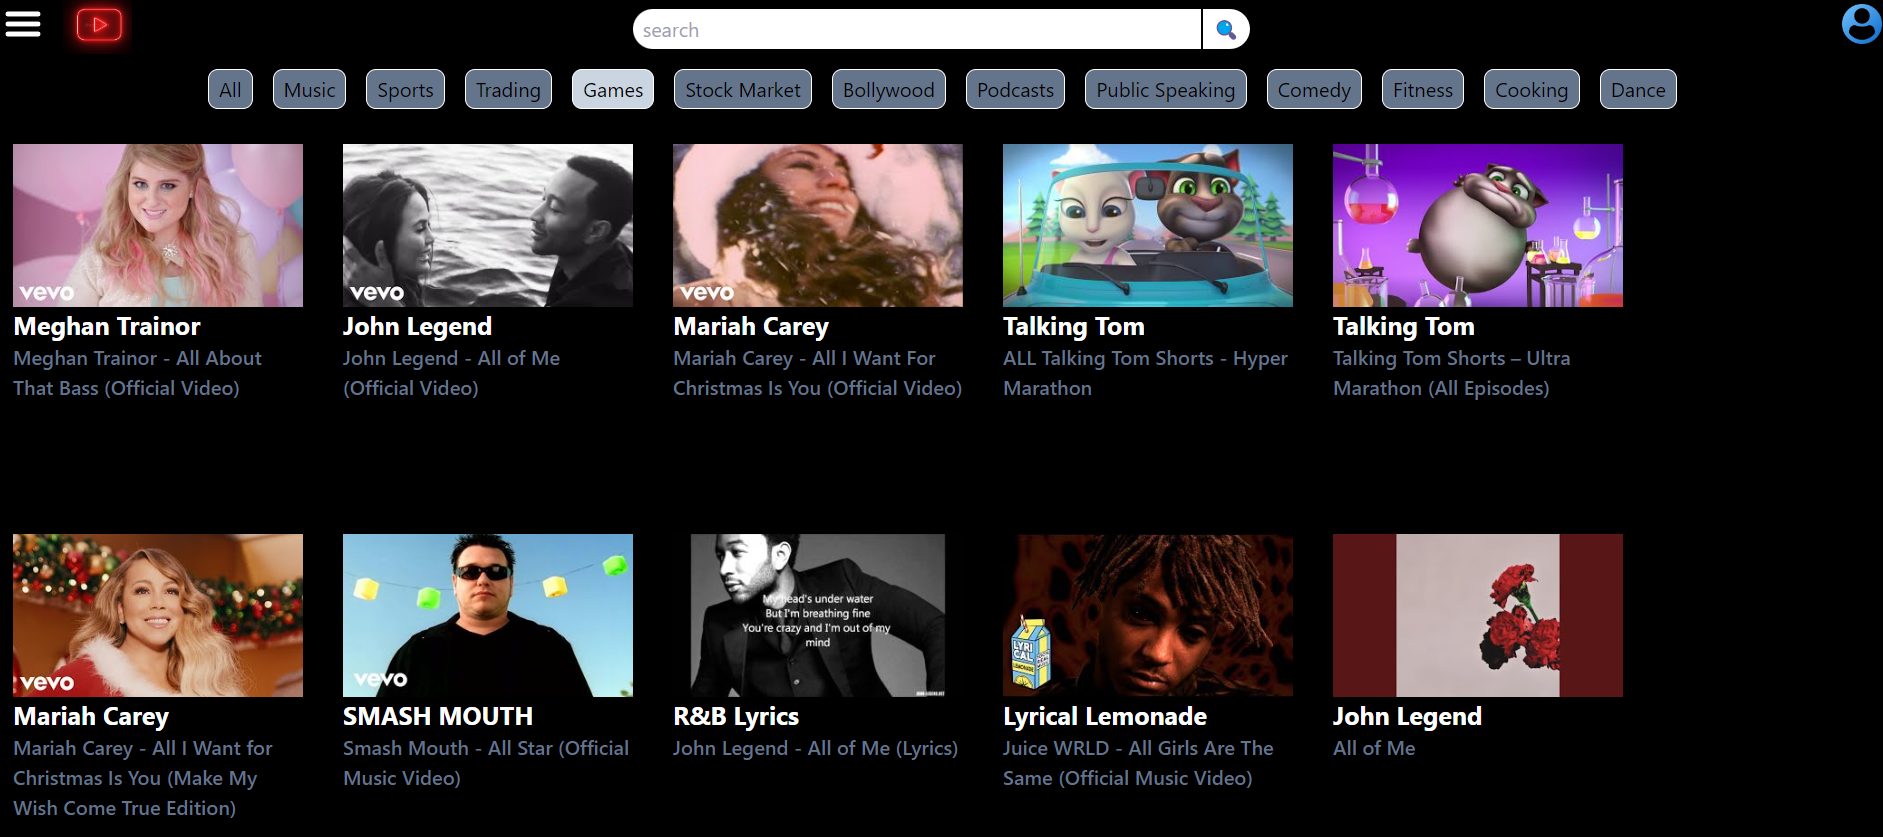 search
All Music Sports Trading Games Stock Market Bollywood Podcasts Public Speaking Comedy Fitness Cooking Dance
vevo
Meghan Trainor
Meghan Trainor - All About
That Bass (Official Video)
vevo
John Legend
John Legend - All of Me
(Official Video)
vevo
Mariah Carey
Mariah Carey - All I Want For
Christmas Is You (Official Video)
Talking Tom
ALL Talking Tom Shorts - Hyper
Marathon
Talking Tom
Talking Tom Shorts – Ultra
Marathon (All Episodes)
vevo
Mariah Carey
Mariah Carey - All I Want for
Christmas Is You (Make My
Wish Come True Edition)
vevo
SMASH MOUTH
Smash Mouth - All Star (Official
Music Video)
My head's under water
But I'm breathing fine
You're crazy and I'm out of my
mind
R&B Lyrics
John Legend - All of Me (Lyrics)
LYRI
CAL
LEMONADE
Lyrical Lemonade
Juice WRLD - All Girls Are The
Same (Official Music Video)
John Legend
All of Me